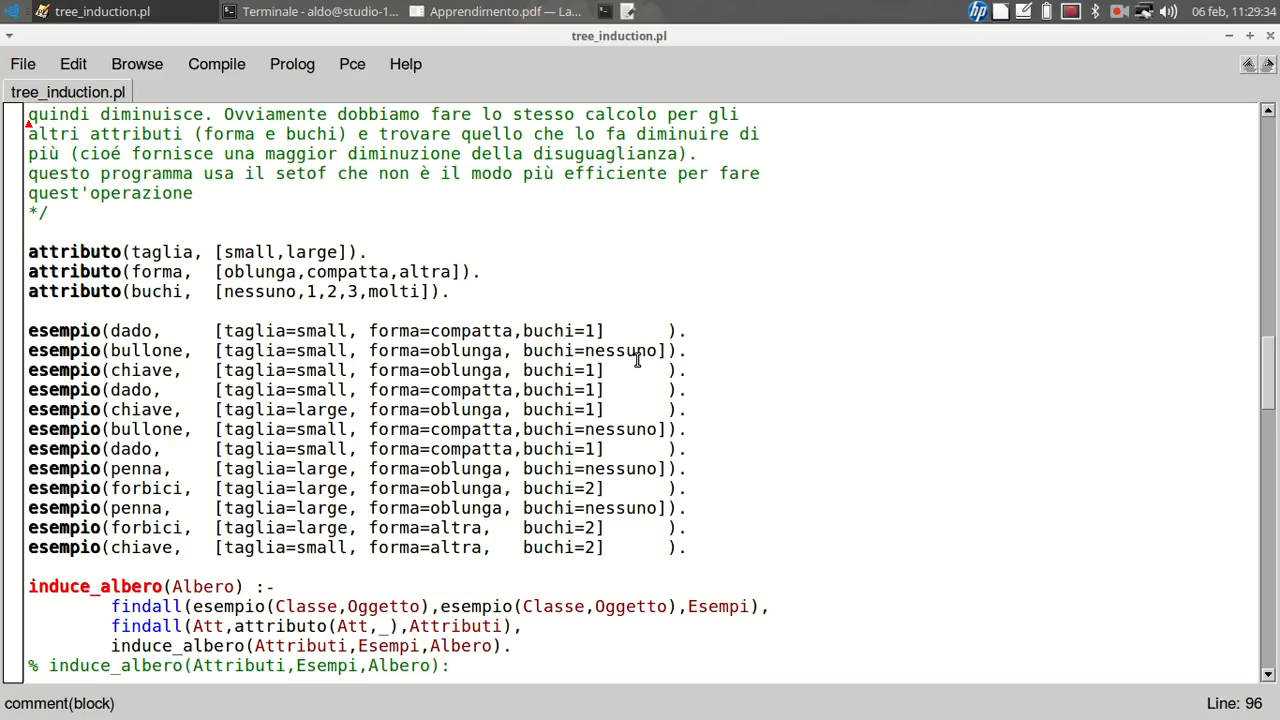 tree_induction.pl
Terminale - aldo@studio-1...
Apprendimento.pdf — La...
06 feb, 11:29:34
tree_induction.pl
File Edit Browse Compile Prolog Pce Help
tree_induction.pl
quindi diminuisce. Ovviamente dobbiamo fare lo stesso calcolo per gli
altri attributi (forma e buchi) e trovare quello che lo fa diminuire di
più (cioé fornisce una maggior diminuzione della disuguaglianza).
questo programma usa il setof che non è il modo più efficiente per fare
quest'operazione
*/
attributo(taglia, [small,large]).
attributo(forma,  [oblunga,compatta,altra]).
attributo(buchi,  [nessuno,1,2,3,molti]).
esempio(dado,     [taglia=small, forma=compatta,buchi=1]      ).
esempio(bullone,  [taglia=small, forma=oblunga, buchi=nessuno]).
esempio(chiave,   [taglia=small, forma=oblunga, buchi=1]      ).
esempio(dado,     [taglia=small, forma=compatta,buchi=1]      ).
esempio(chiave,   [taglia=large, forma=oblunga, buchi=1]      ).
esempio(bullone,  [taglia=small, forma=compatta,buchi=nessuno]).
esempio(dado,     [taglia=small, forma=compatta,buchi=1]      ).
esempio(penna,    [taglia=large, forma=oblunga, buchi=nessuno]).
esempio(forbici,  [taglia=large, forma=oblunga, buchi=2]      ).
esempio(penna,    [taglia=large, forma=oblunga, buchi=nessuno]).
esempio(forbici,  [taglia=large, forma=altra,   buchi=2]      ).
esempio(chiave,   [taglia=small, forma=altra,   buchi=2]      ).
induce_albero(Albero) :-
        findall(esempio(Classe,Oggetto),esempio(Classe,Oggetto),Esempi),
        findall(Att,attributo(Att,_),Attributi),
        induce_albero(Attributi,Esempi,Albero).
% induce_albero(Attributi,Esempi,Albero):
comment(block)
Line: 96